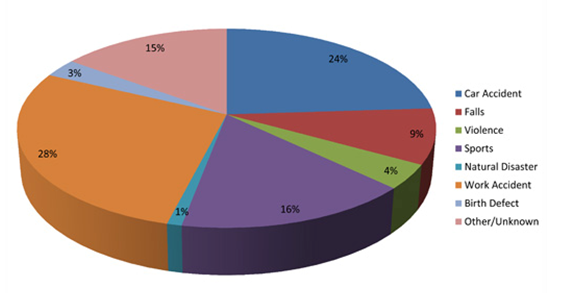 15%
24%
3%
9%
28%
4%
1%
16%
Car Accident
Falls
Violence
Sports
Natural Disaster
Work Accident
Birth Defect
Other/Unknown